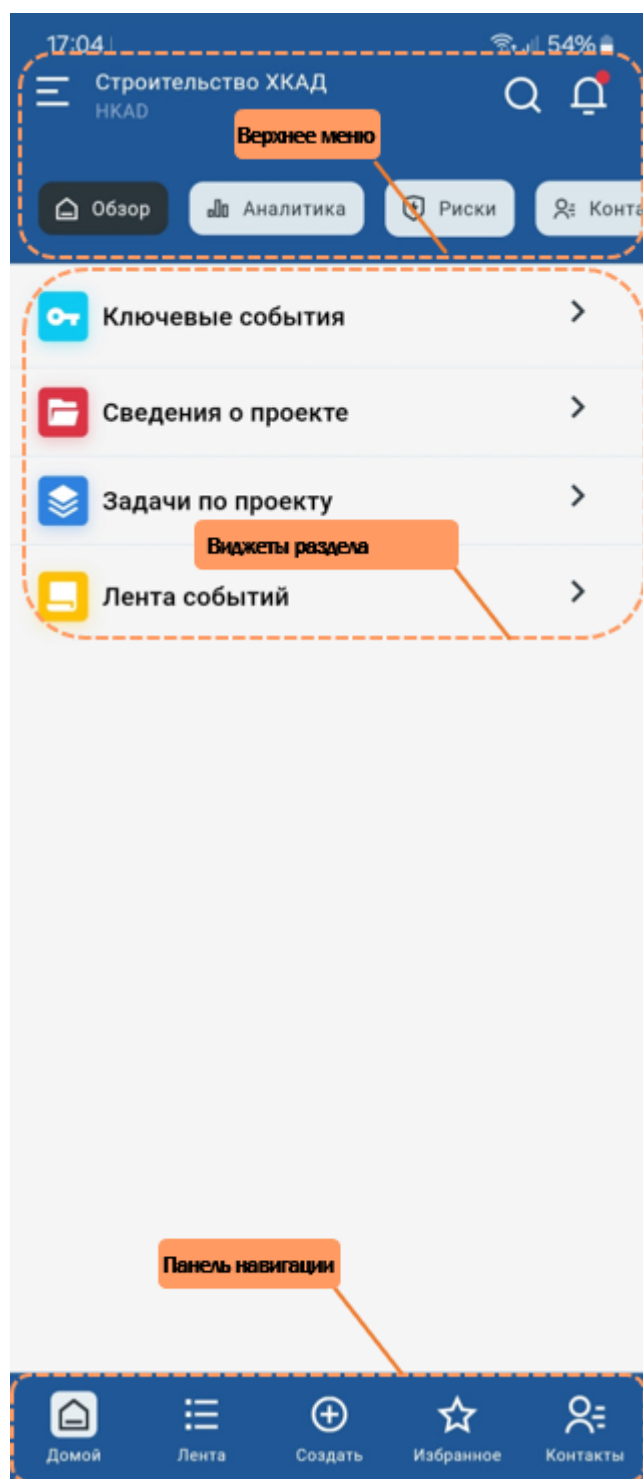 17:04
54%
Строительство ХКАД
HKAD
Верхнее меню
Обзор
Аналитика
Риски
Конта
Ключевые события
Сведения о проекте
Задачи по проекту
Виджеты раздела
Лента событий
Панель навигации
Домой
Лента
Создать
Избранное
Контакты